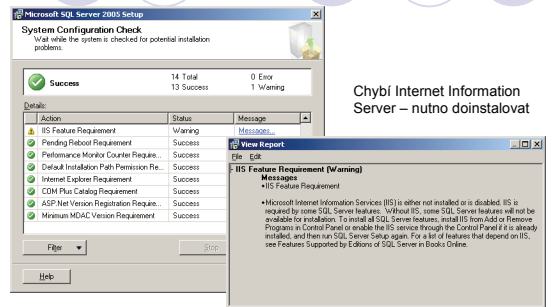 Microsoft SQL Server 2005 Setup
System Configuration Check
Wait while the system is checked for potential installation
problems.
Success
14 Total
0 Error
13 Success
1 Warning
Details:
Action
Status
Message
IIS Feature Requirement
Warning
Messages...
Pending Reboot Requirement
Success
Performance Monitor Counter Require...
Success
Default Installation Path Permission Re...
Success
Internet Explorer Requirement
Success
COM Plus Catalog Requirement
Success
ASP.Net Version Registration Require...
Success
Minimum MDAC Version Requirement
Success
Filter
Stop
Help
Chybí Internet Information
Server – nutno doinstalovat
View Report
File Edit
- IIS Feature Requirement (Warning)
Messages
• IIS Feature Requirement
• Microsoft Internet Information Services (IIS) is either not installed or is disabled. IIS is
required by some SQL Server features. Without IIS, some SQL Server features will not be
available for installation. To install all SQL Server features, install IIS from Add or Remove
Programs in Control Panel or enable the IIS service through the Control Panel if it is already
installed, and then run SQL Server Setup again. For a list of features that depend on IIS,
see Features Supported by Editions of SQL Server in Books Online.